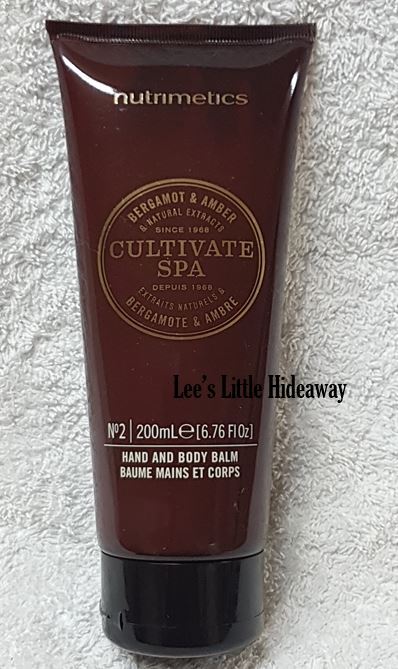 nutrimetics
BERGAMOT & AMBER
& NATURAL EXTRACTS
SINCE 1968
CULTIVATE
SPA
DEPUIS 1968
EXTRAITS NATURELS &
BERGAMOTE & AMBRE
Lee's Little Hideaway
Nº2 | 200mL℮[6.76 Fl Oz]
HAND AND BODY BALM
BAUME MAINS ET CORPS